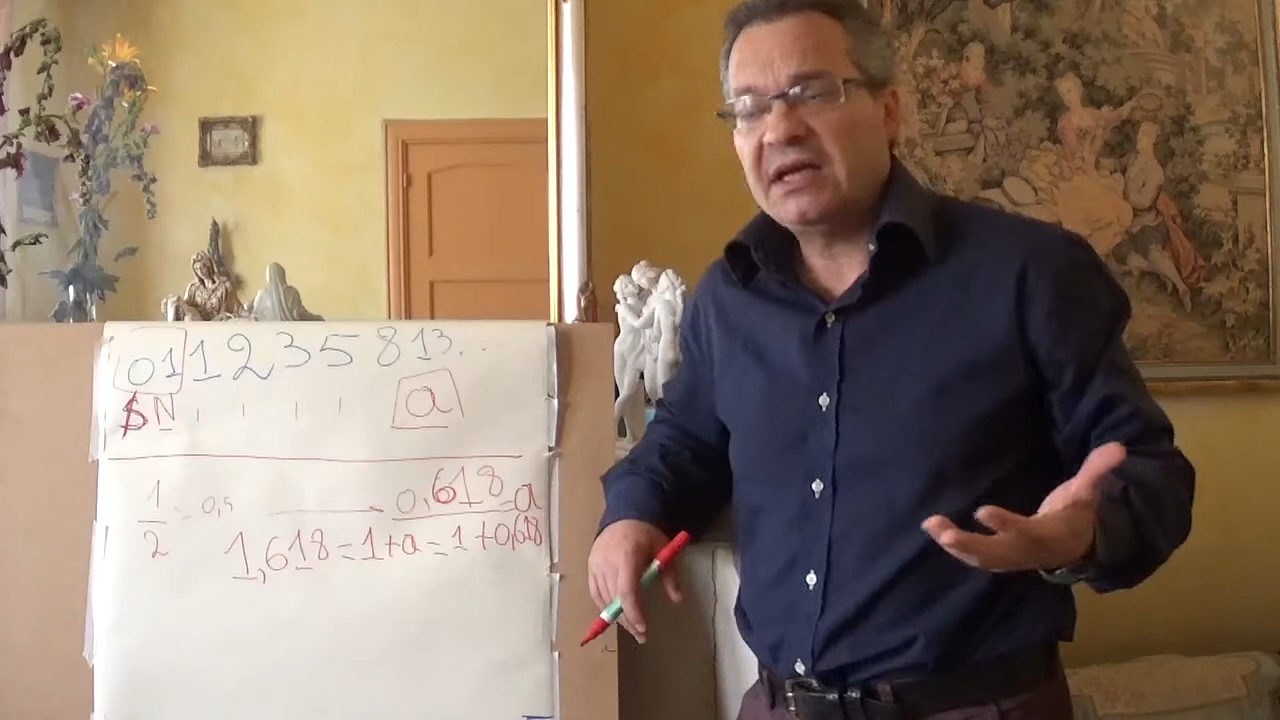 0 1 1 2 3 5 8 13...
$ N a
1/2 = 0,5 0,618 = a
1,618 = 1 + a = 1 + 0,618